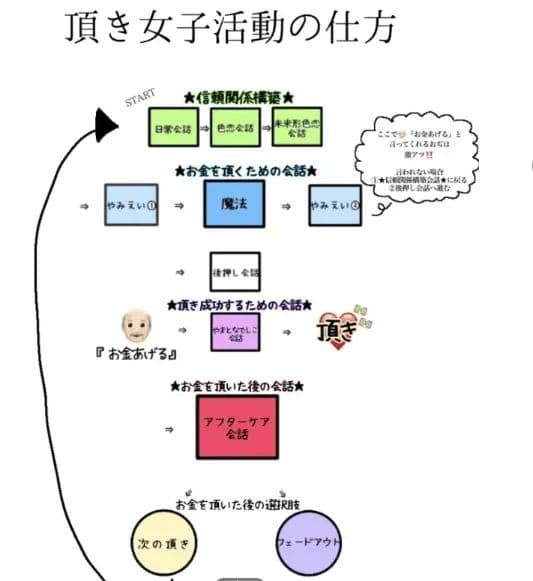 頂き女子活動の仕方
START
★信頼関係構築★
日常会話
⇒
色恋会話
⇒
未来形色恋
会話
ここで「お金あげる」と
言ってくれるおぢは
激アツ‼
言われない場合
①★信頼関係構築会話★に戻る
②後押し会話へ進む
★お金を頂くための会話★
⇒
やみえい①
⇒
魔法
⇒
やみえい②
⇒
後押し会話
★頂き成功するための会話★
『お金あげる』
⇒
やまとなでしこ
会話
⇒
頂き
★お金を頂いた後の会話★
⇒
アフターケア
会話
お金を頂いた後の選択肢
次の頂き
フェードアウト